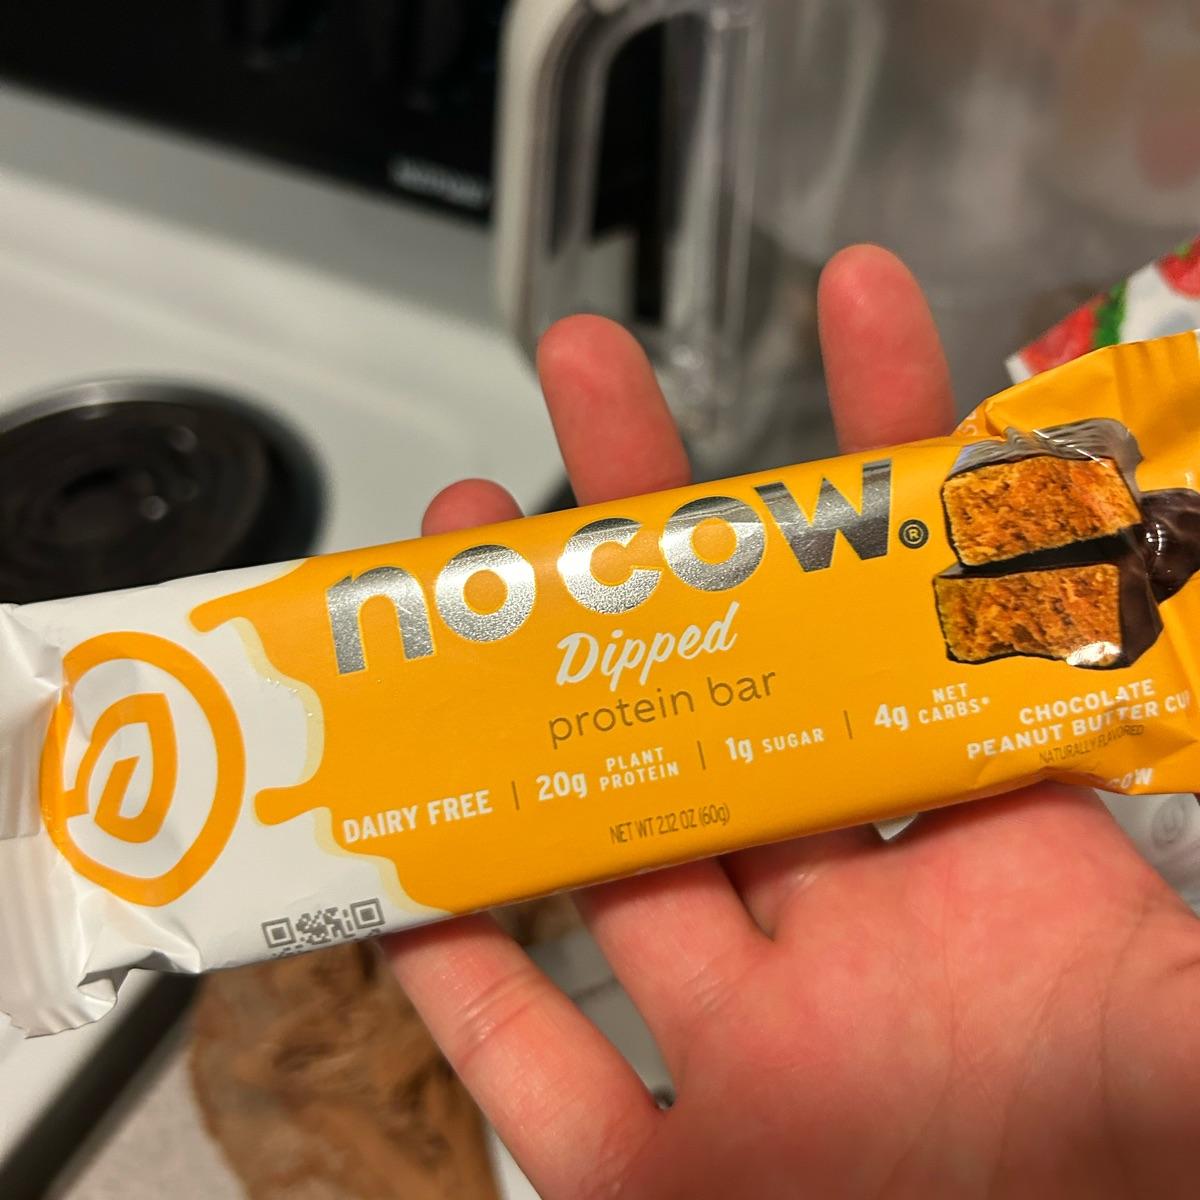 no cow®
Dipped
protein bar
DAIRY FREE | 20g PLANT PROTEIN | 1g SUGAR | 4g NET CARBS*
CHOCOLATE
PEANUT BUTTER CU
NATURALLY FLAVORED
NET WT 2.12 OZ (60g)
COW